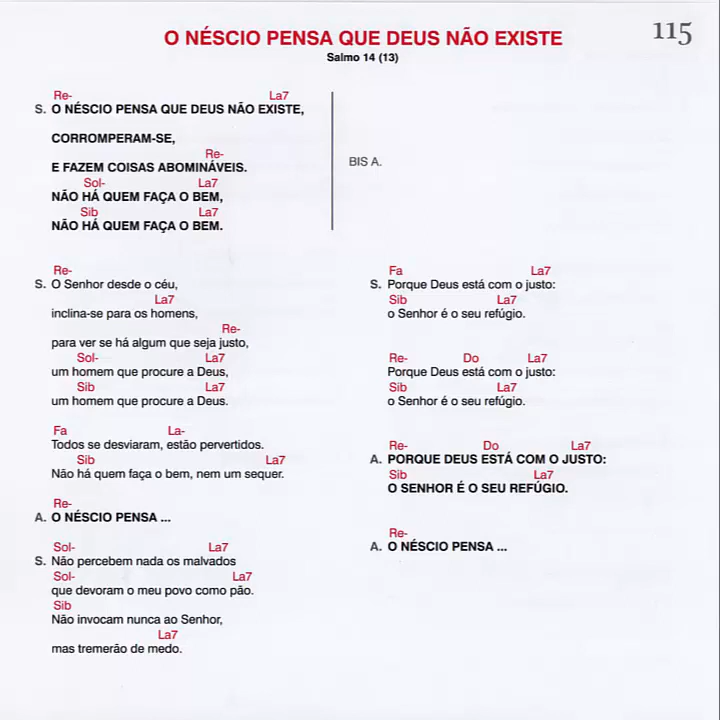 O NÉSCIO PENSA QUE DEUS NÃO EXISTE
115
Salmo 14 (13)
Re- La7
S. O NÉSCIO PENSA QUE DEUS NÃO EXISTE,
CORROMPERAM-SE,
Re-
E FAZEM COISAS ABOMINÁVEIS.
Sol- La7
NÃO HÁ QUEM FAÇA O BEM,
Sib La7
NÃO HÁ QUEM FAÇA O BEM.
BIS A.
Re-
S. O Senhor desde o céu,
La7
inclina-se para os homens,
Re-
para ver se há algum que seja justo,
Sol- La7
um homem que procure a Deus,
Sib La7
um homem que procure a Deus.
Fa La-
Todos se desviaram, estão pervertidos.
Sib La7
Não há quem faça o bem, nem um sequer.
Re-
A. O NÉSCIO PENSA ...
Sol- La7
S. Não percebem nada os malvados
Sol- La7
que devoram o meu povo como pão.
Sib
Não invocam nunca ao Senhor,
La7
mas tremerão de medo.
Fa La7
S. Porque Deus está com o justo:
Sib La7
o Senhor é o seu refúgio.
Re- Do La7
Porque Deus está com o justo:
Sib La7
o Senhor é o seu refúgio.
Re- Do La7
A. PORQUE DEUS ESTÁ COM O JUSTO:
Sib La7
O SENHOR É O SEU REFÚGIO.
Re-
A. O NÉSCIO PENSA ...